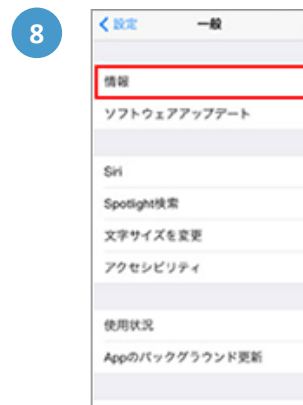 8
設定 一般
情報
ソフトウェアアップデート
Siri
Spotlight検索
文字サイズを変更
アクセシビリティ
使用状況
Appのバックグラウンド更新